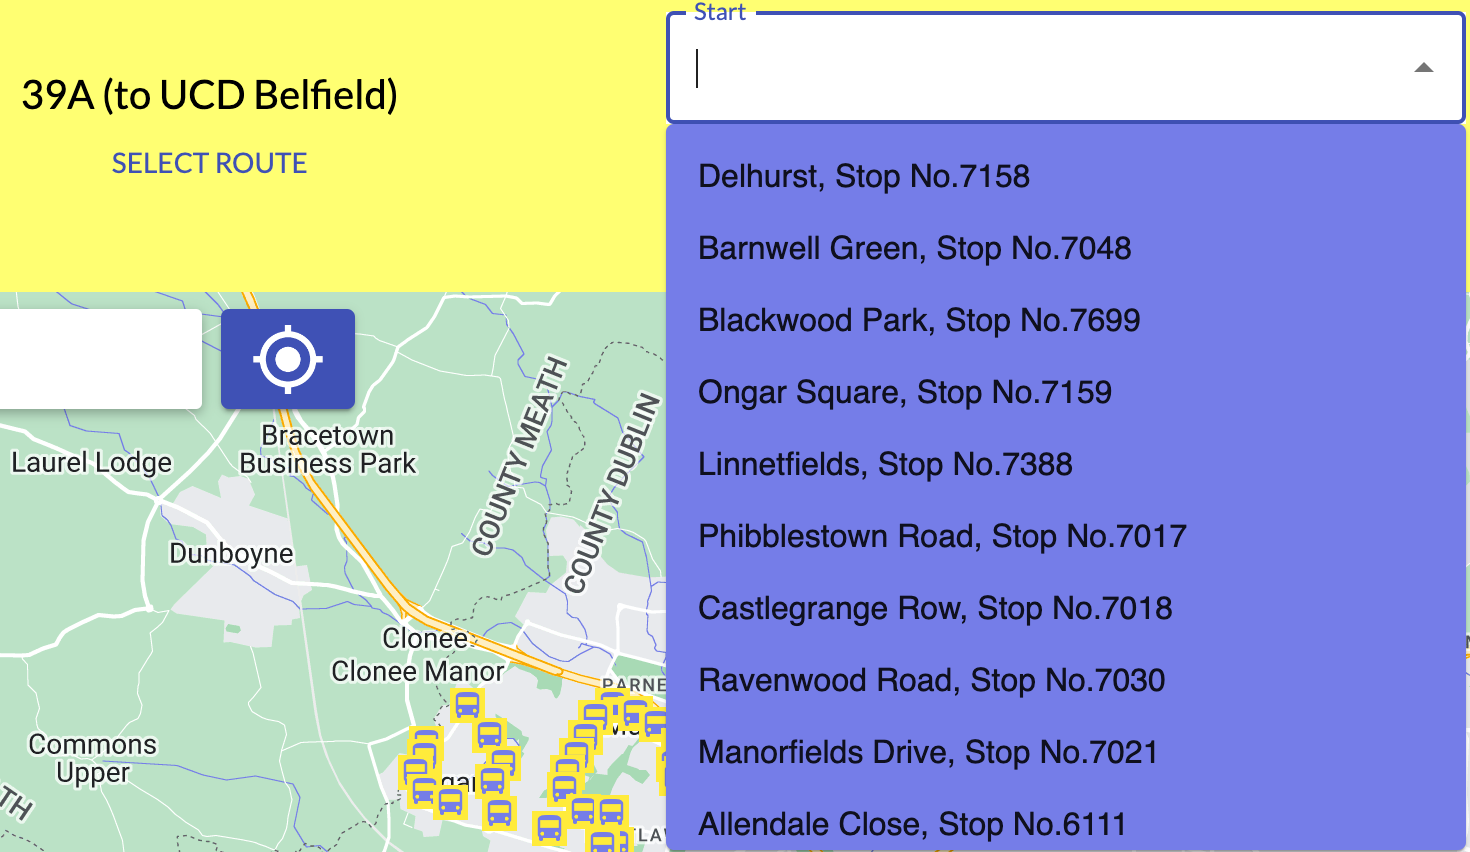 Start
39A (to UCD Belfield)
SELECT ROUTE
Delhurst, Stop No.7158
Barnwell Green, Stop No.7048
Blackwood Park, Stop No.7699
Ongar Square, Stop No.7159
Linnetfields, Stop No.7388
Phibblestown Road, Stop No.7017
Castlegrange Row, Stop No.7018
Ravenwood Road, Stop No.7030
Manorfields Drive, Stop No.7021
Allendale Close, Stop No.6111
COUNTY MEATH
COUNTY DUBLIN
Bracetown
Business Park
Laurel Lodge
Dunboyne
Clonee
Clonee Manor
PARNE
Commons
Upper
TH